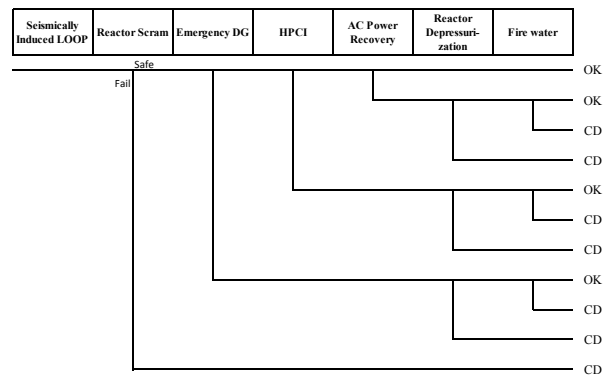 Seismically
Induced LOOP
Reactor Scram
Emergency DG
HPCI
AC Power
Recovery
Reactor
Depressuri-
zation
Fire water
Safe
Fail
OK
OK
CD
CD
OK
CD
CD
OK
CD
CD
CD